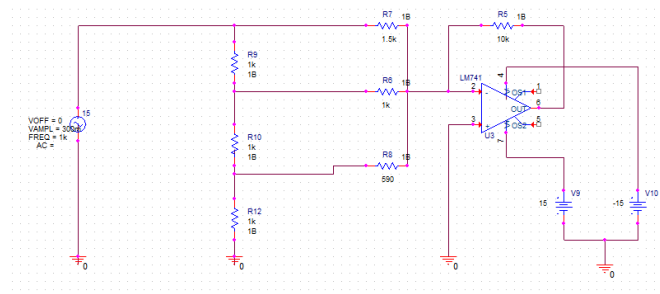 R7 1B
1.5k
R5 1B
10k
R9
1k
1B
R6 1B
1k
LM741
2
-
4
OS1
1
OUT
6
OS2
5
3
+
7
U3
15
VOFF = 0
VAMPL = 300m
FREQ = 1k
AC =
R10
1k
1B
R8 1B
590
R12
1k
1B
V9
15
V10
-15
0
0
0
0